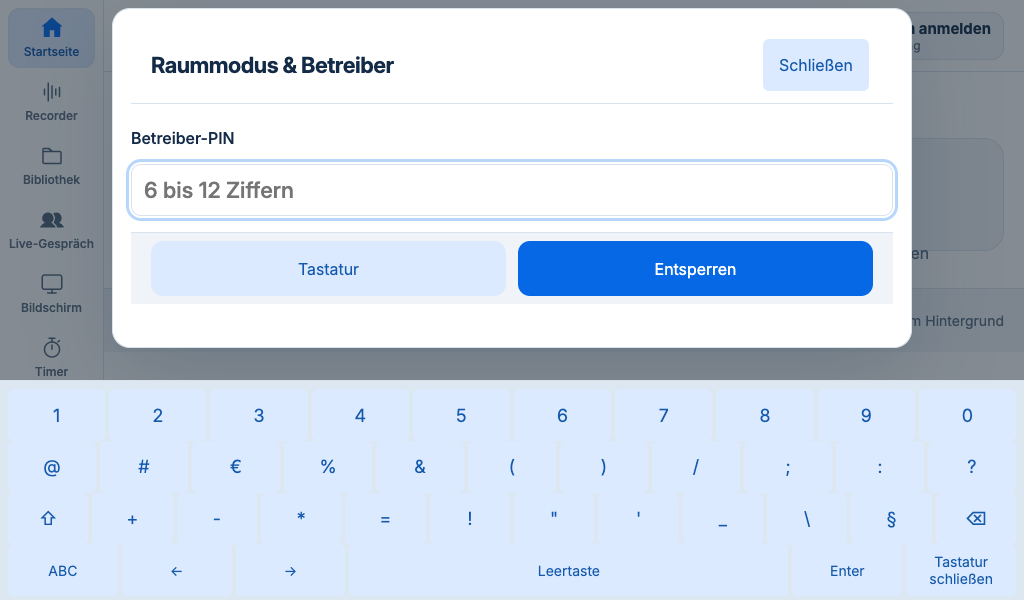 Startseite
Recorder
Bibliothek
Live-Gespräch
Bildschirm
Timer
anmelden
Raummodus & Betreiber
Schließen
Betreiber-PIN
6 bis 12 Ziffern
Tastatur
Entsperren
Hintergrund
1 2 3 4 5 6 7 8 9 0
@ # € % & ( ) / ; : ?
⇧ + - * = ! " ' _ \ § ⌫
ABC ← → Leertaste Enter Tastatur schließen